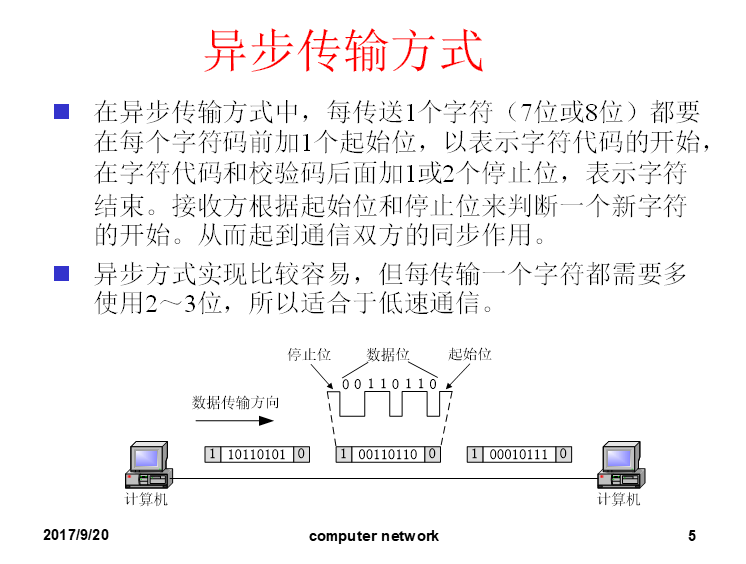 异步传输方式
在异步传输方式中，每传送1个字符（7位或8位）都要
在每个字符码前加1个起始位，以表示字符代码的开始，
在字符代码和校验码后面加1或2个停止位，表示字符
结束。接收方根据起始位和停止位来判断一个新字符
的开始。从而起到通信双方的同步作用。
异步方式实现比较容易，但每传输一个字符都需要多
使用2～3位，所以适合于低速通信。
停止位 数据位 起始位
0 0 1 1 0 1 1 0
数据传输方向
1 10110101 0 1 00110110 0 1 00010111 0
计算机 计算机
2017/9/20 computer network 5